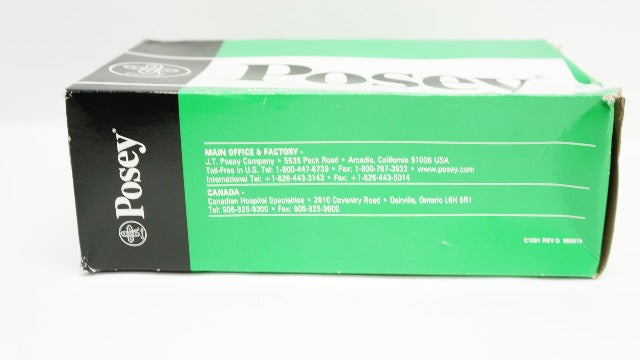 Posey®
Posey®
MAIN OFFICE & FACTORY -
J.T. Posey Company • 5635 Peck Road • Arcadia, California 91006 USA
Toll-Free in U.S. Tel: 1-800-447-6739 • Fax: 1-800-767-3933 • www.posey.com
International Tel: +1-626-443-3143 • Fax: +1-626-443-5014
CANADA -
Canadian Hospital Specialties • 2810 Coventry Road • Oakville, Ontario L6H 6R1
Tel: 905-825-9300 • Fax: 905-825-9600
C1201 REV D